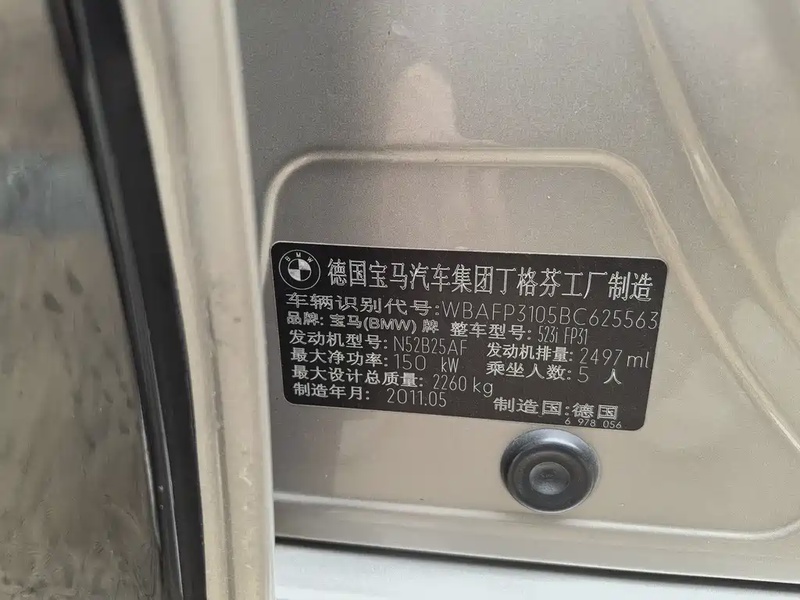 BMW
德国宝马汽车集团丁格芬工厂制造
车辆识别代号:WBAFP3105BC625563
品牌: 宝马(BMW) 牌 整车型号: 523i FP31
发动机型号: N52B25AF 发动机排量: 2497 ml
最大净功率: 150 kW 乘坐人数: 5 人
最大设计总质量: 2260 kg
制造年月: 2011.05 制造国:德国
6 978 056